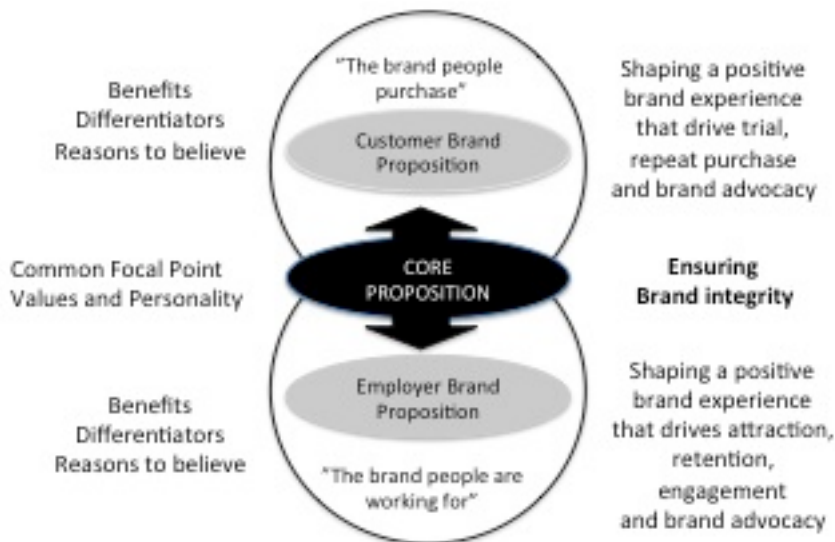 Benefits
Differentiators
Reasons to believe
"The brand people
purchase"
Customer Brand
Proposition
Shaping a positive
brand experience
that drive trial,
repeat purchase
and brand advocacy
Common Focal Point
Values and Personality
CORE
PROPOSITION
Ensuring
Brand integrity
Benefits
Differentiators
Reasons to believe
Employer Brand
Proposition
"The brand people are
working for"
Shaping a positive
brand experience
that drives attraction,
retention,
engagement
and brand advocacy